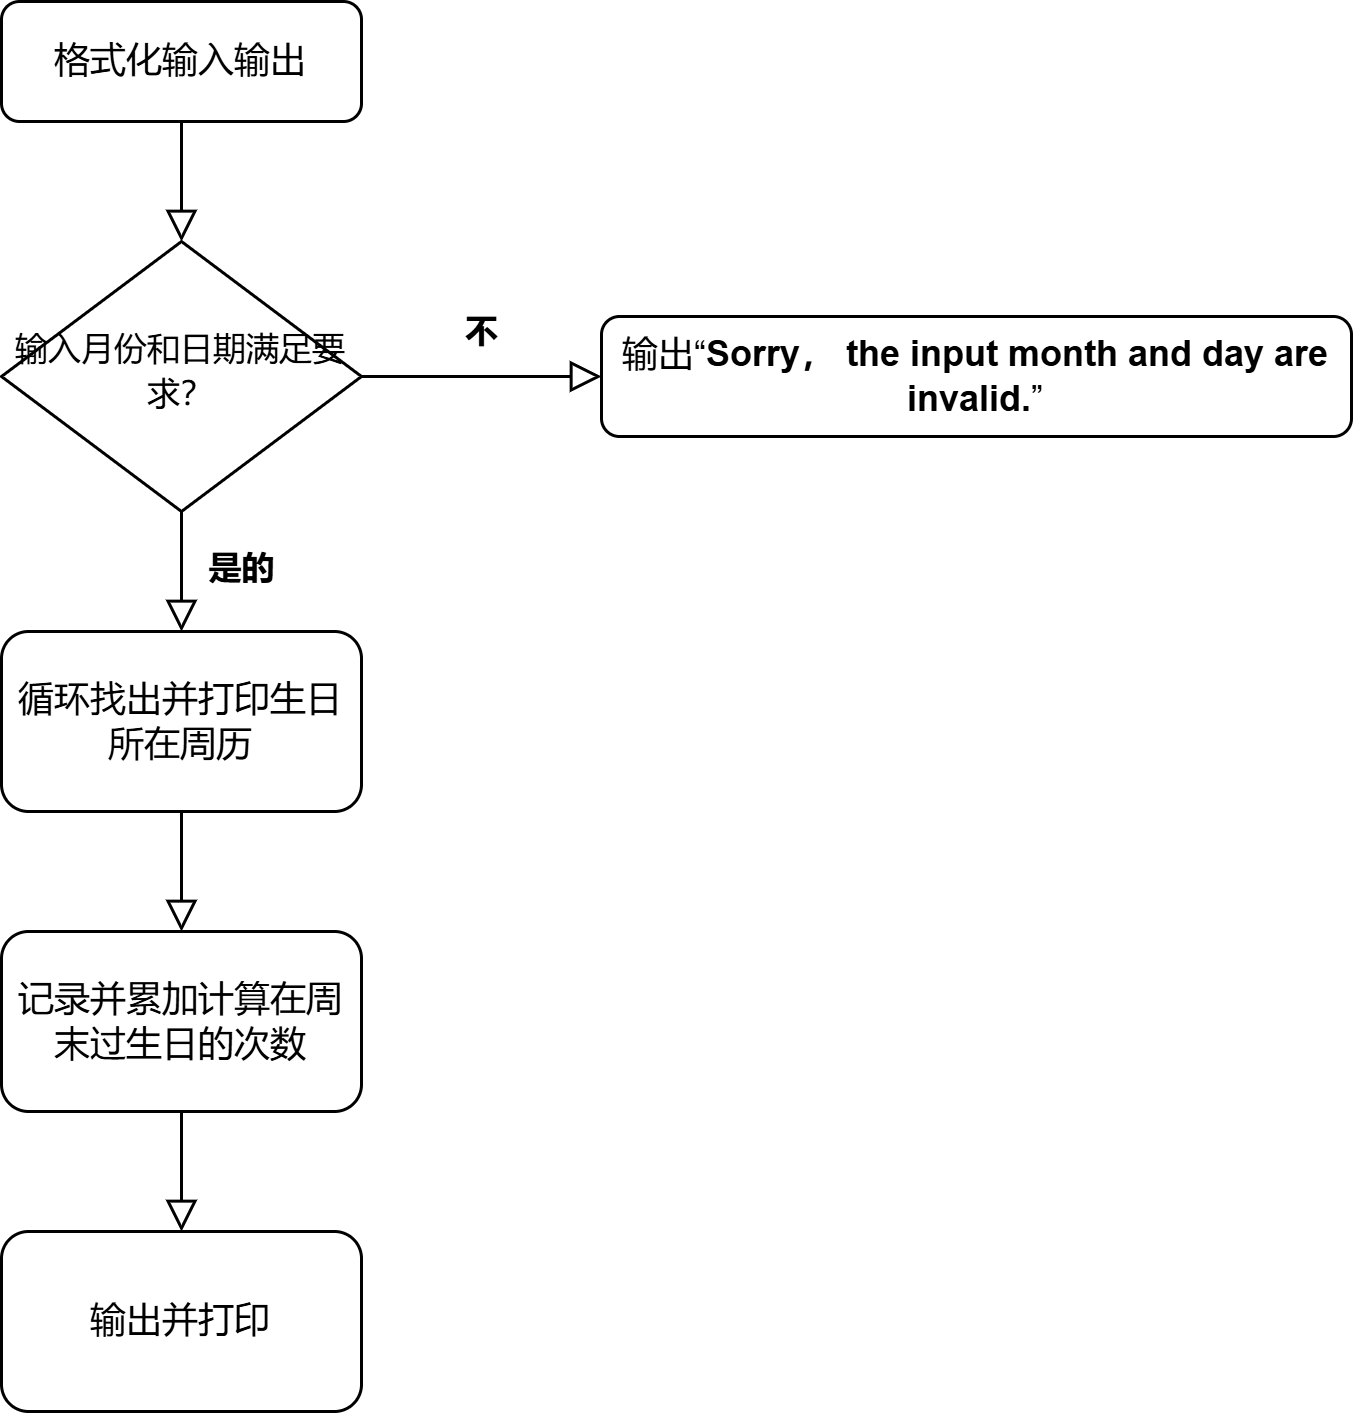 格式化输入输出
输入月份和日期满足要
求?
不
输出“Sorry， the input month and day are
invalid.”
是的
循环找出并打印生日
所在周历
记录并累加计算在周
末过生日的次数
输出并打印